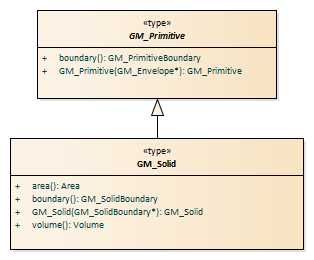 «type»
GM_Primitive
+ boundary(): GM_PrimitiveBoundary
+ GM_Primitive(GM_Envelope*): GM_Primitive
«type»
GM_Solid
+ area(): Area
+ boundary(): GM_SolidBoundary
+ GM_Solid(GM_SolidBoundary*): GM_Solid
+ volume(): Volume